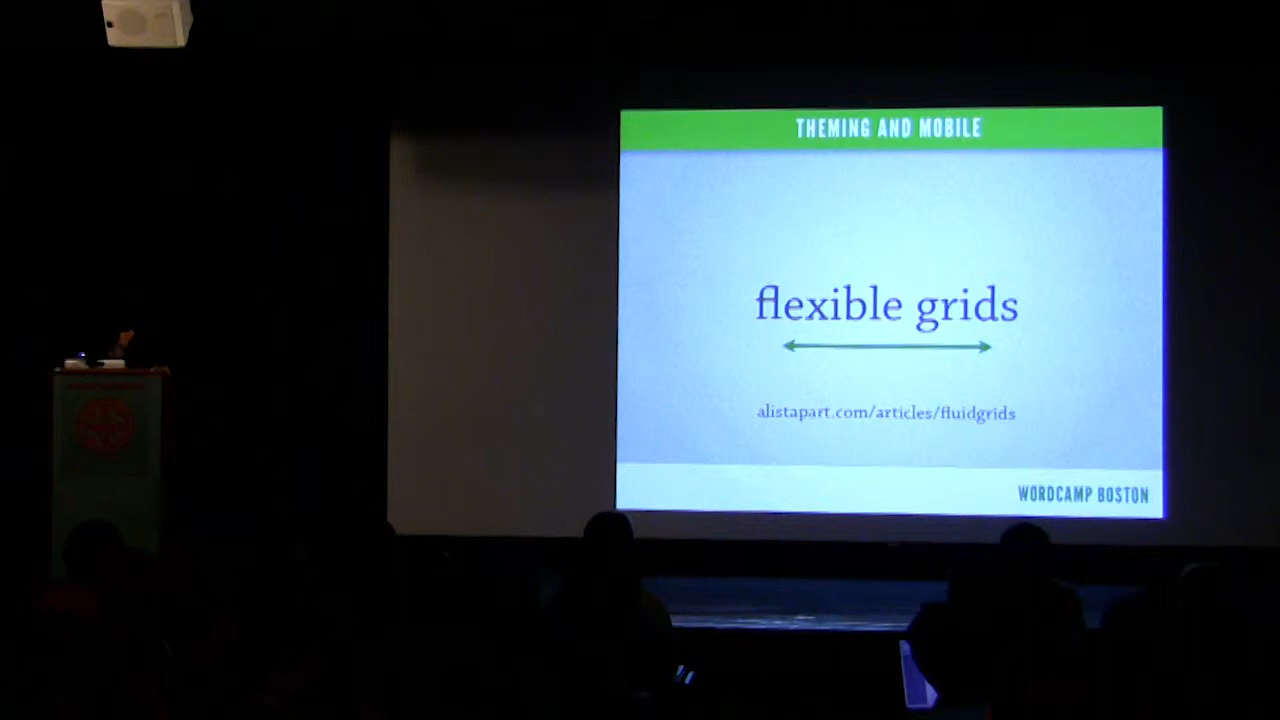 THEMING AND MOBILE
flexible grids
alistapart.com/articles/fluidgrids
WORDCAMP BOSTON